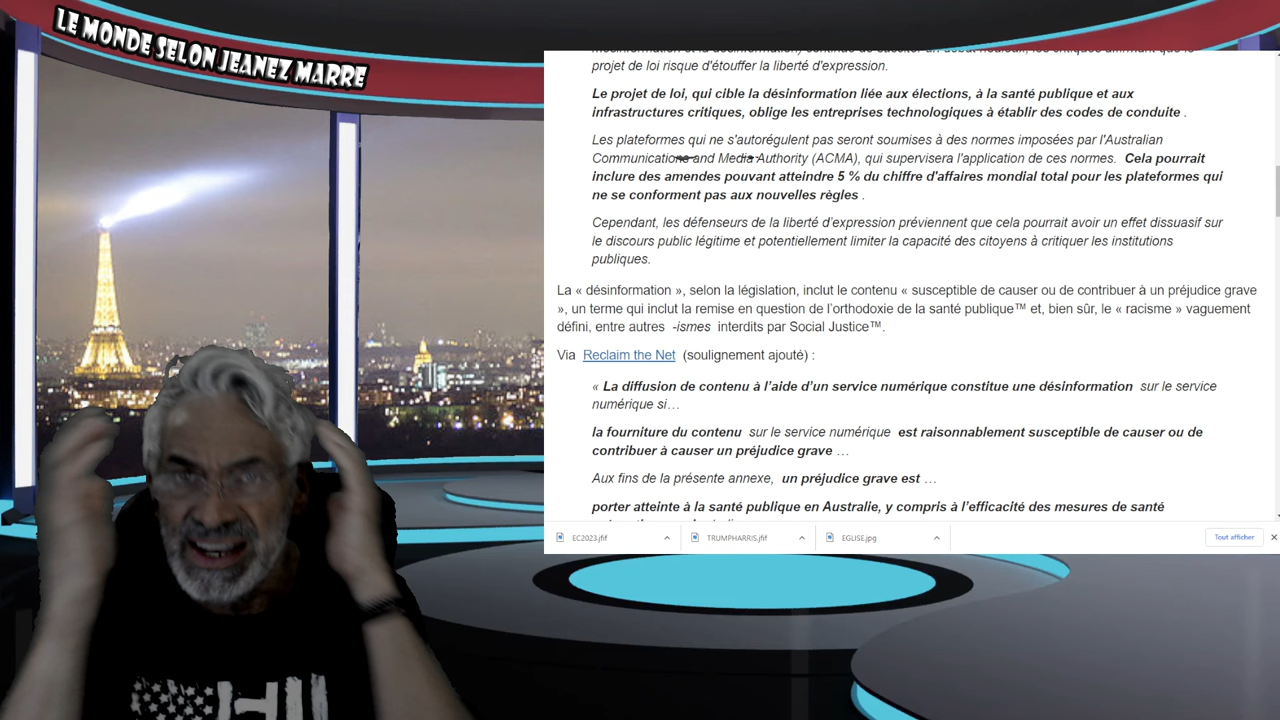 LE MONDE SELON JEANEZ MARRE
projet de loi risque d'étouffer la liberté d'expression.
Le projet de loi, qui cible la désinformation liée aux élections, à la santé publique et aux
infrastructures critiques, oblige les entreprises technologiques à établir des codes de conduite .
Les plateformes qui ne s'autorégulent pas seront soumises à des normes imposées par l'Australian
Communications and Media Authority (ACMA), qui supervisera l'application de ces normes. Cela pourrait
inclure des amendes pouvant atteindre 5 % du chiffre d'affaires mondial total pour les plateformes qui
ne se conforment pas aux nouvelles règles .
Cependant, les défenseurs de la liberté d'expression préviennent que cela pourrait avoir un effet dissuasif sur
le discours public légitime et potentiellement limiter la capacité des citoyens à critiquer les institutions
publiques.
La « désinformation », selon la législation, inclut le contenu « susceptible de causer ou de contribuer à un préjudice grave
», un terme qui inclut la remise en question de l'orthodoxie de la santé publique™ et, bien sûr, le « racisme » vaguement
défini, entre autres -ismes interdits par Social Justice™.
Via Reclaim the Net (soulignement ajouté) :
« La diffusion de contenu à l'aide d'un service numérique constitue une désinformation sur le service
numérique si…
la fourniture du contenu sur le service numérique est raisonnablement susceptible de causer ou de
contribuer à causer un préjudice grave …
Aux fins de la présente annexe, un préjudice grave est …
porter atteinte à la santé publique en Australie, y compris à l'efficacité des mesures de santé
EC2023.jfif
TRUMPHARRIS.jfif
EGLISE.jpg
Tout afficher